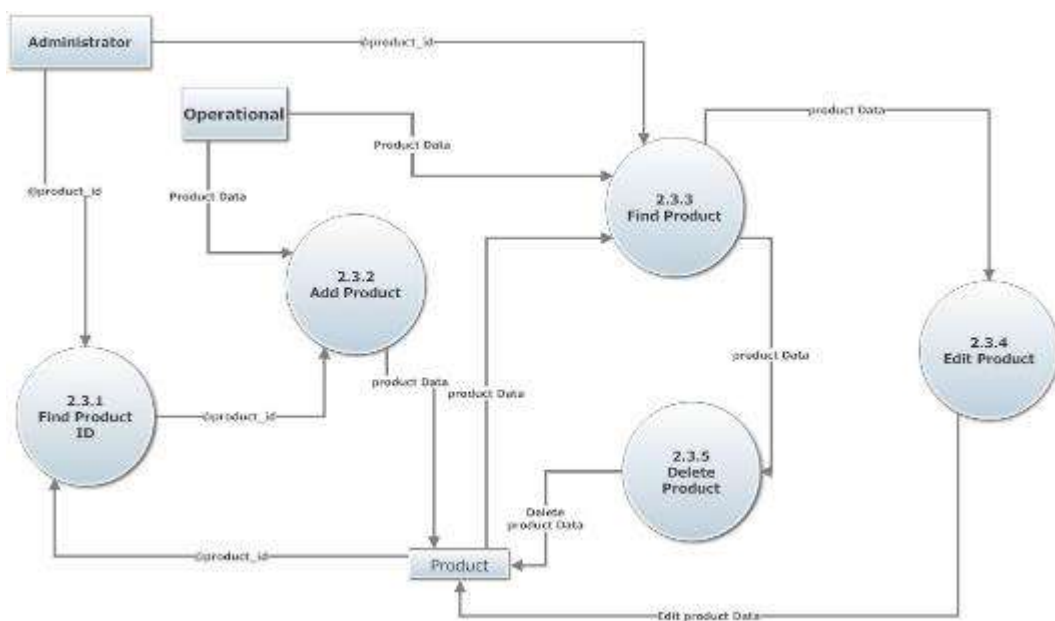 Administrator
@product_id
Operational
product Data
Product Data
@product_id
Product Data
2.3.3
Find Product
2.3.2
Add Product
2.3.4
Edit Product
product Data
product Data
product Data
2.3.1
Find Product
ID
@product_id
2.3.5
Delete
Product
Delete
product Data
@product_id
Product
Edit product Data